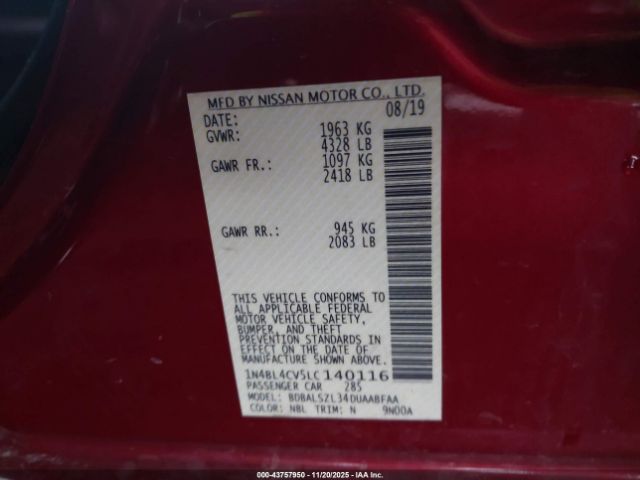 MFD BY NISSAN MOTOR CO., LTD.
DATE: 08/19
GVWR: 1963 KG
4328 LB
GAWR FR.: 1097 KG
2418 LB
GAWR RR.: 945 KG
2083 LB
THIS VEHICLE CONFORMS TO
ALL APPLICABLE FEDERAL
MOTOR VEHICLE SAFETY,
BUMPER, AND THEFT
PREVENTION STANDARDS IN
EFFECT ON THE DATE OF
MANUFACTURE SHOWN ABOVE.
1N4BL4CV5LC140116
PASSENGER CAR 285
MODEL: BDBALSZL34DUAABFAA
COLOR: NBL TRIM: N 9N00A
000-43757950 - 11/20/2025 - IAAI.com